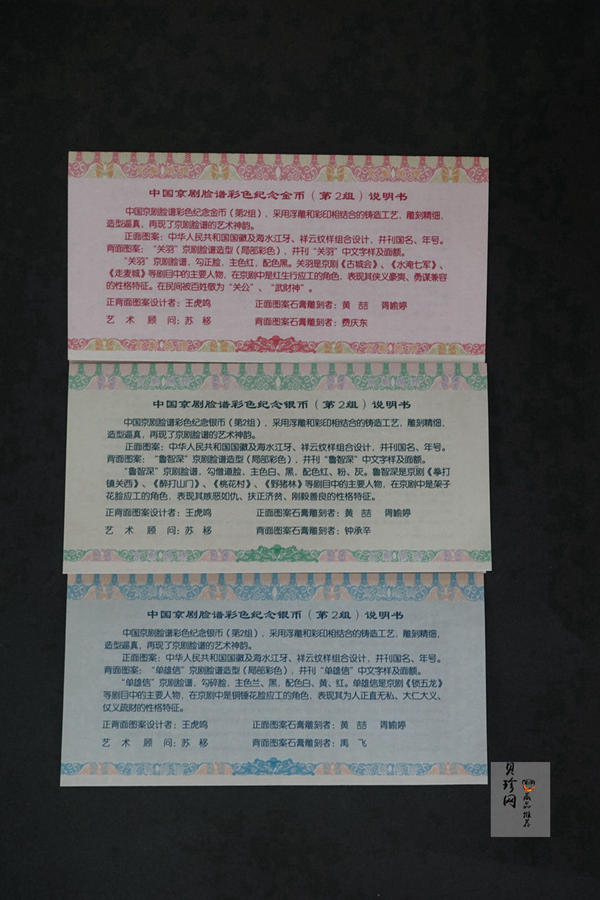 中国京剧脸谱彩色纪念金币（第2组）说明书
中国京剧脸谱彩色纪念金币（第2组），采用浮雕和彩印相结合的铸造工艺，雕刻精细，
造型逼真，再现了京剧脸谱的艺术神韵。
正面图案：中华人民共和国国徽及海水江牙、祥云纹样组合设计，并刊国名、年号。
背面图案：“关羽”京剧脸谱造型（局部彩色），并刊“关羽”中文字样及面额。
“关羽”京剧脸谱，勾正脸，主色红，配色黑。关羽是京剧《古城会》、《水淹七军》、
《走麦城》等剧目中的主要人物，在京剧中是红生行应工的角色，表现其侠义豪爽、勇谋兼容
的性格特征。在民间被百姓敬为“关公”、“武财神”。
正背面图案设计者：王虎鸣 正面图案石膏雕刻者：黄 喆 胥喻婷
艺 术 顾 问：苏 移 背面图案石膏雕刻者：费庆东
中国京剧脸谱彩色纪念银币（第2组）说明书
中国京剧脸谱彩色纪念银币（第2组），采用浮雕和彩印相结合的铸造工艺，雕刻精细，
造型逼真，再现了京剧脸谱的艺术神韵。
正面图案：中华人民共和国国徽及海水江牙、祥云纹样组合设计，并刊国名、年号。
背面图案：“鲁智深”京剧脸谱造型（局部彩色），并刊“鲁智深”中文字样及面额。
“鲁智深”京剧脸谱，勾僧道脸，主色白、黑，配色红、粉、灰。鲁智深是京剧《拳打
镇关西》、《醉打山门》、《桃花村》、《野猪林》等剧目中的主要人物，在京剧中是架子
花脸应工的角色，表现其嫉恶如仇、扶正济贫、刚毅善良的性格特征。
正背面图案设计者：王虎鸣 正面图案石膏雕刻者：黄 喆 胥喻婷
艺 术 顾 问：苏 移 背面图案石膏雕刻者：钟承辛
中国京剧脸谱彩色纪念银币（第2组）说明书
中国京剧脸谱彩色纪念银币（第2组），采用浮雕和彩印相结合的铸造工艺，雕刻精细，
造型逼真，再现了京剧脸谱的艺术神韵。
正面图案：中华人民共和国国徽及海水江牙、祥云纹样组合设计，并刊国名、年号。
背面图案：“单雄信”京剧脸谱造型（局部彩色），并刊“单雄信”中文字样及面额。
“单雄信”京剧脸谱，勾碎脸，主色兰、黑，配色白、黄、红。单雄信是京剧《锁五龙》
等剧目中的主要人物，在京剧中是铜锤花脸应工的角色，表现其为人正直无私、大仁大义、
仗义疏财的性格特征。
正背面图案设计者：王虎鸣 正面图案石膏雕刻者：黄 喆 胥喻婷
艺 术 顾 问：苏 移 背面图案石膏雕刻者：禹 飞
贝珍网
商品推荐